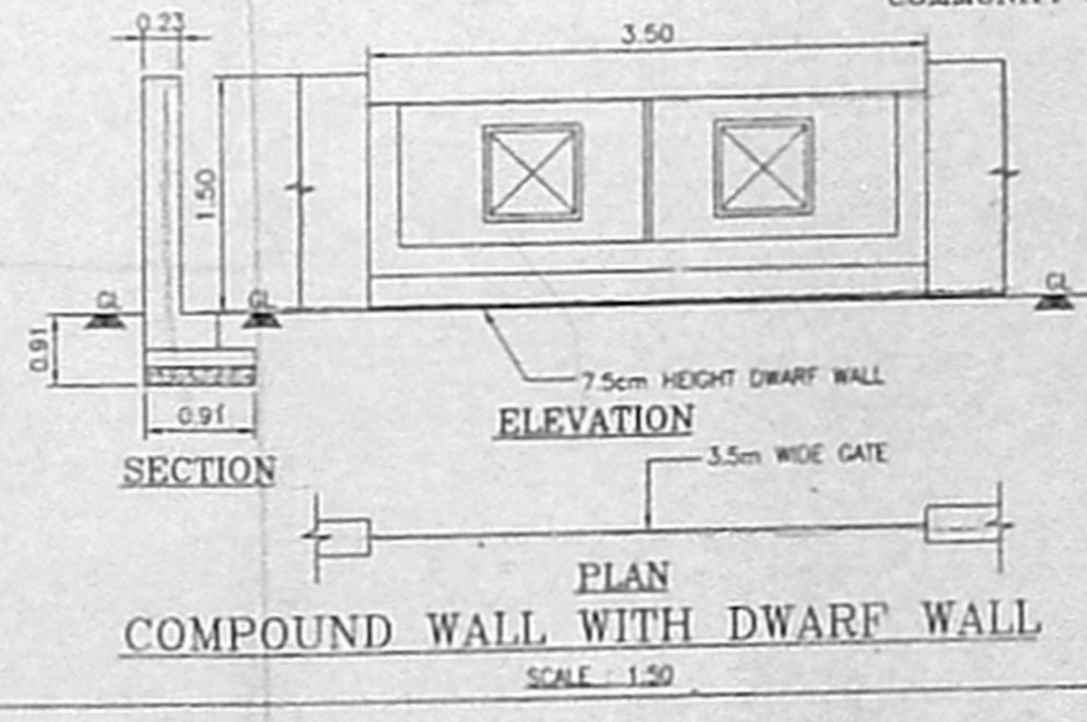 COMMUNITY
0.23
3.50
1.50
GL
GL
GL
0.91
7.5cm HEIGHT DWARF WALL
0.91
ELEVATION
SECTION
3.5m WIDE GATE
PLAN
COMPOUND WALL WITH DWARF WALL
SCALE : 1:50